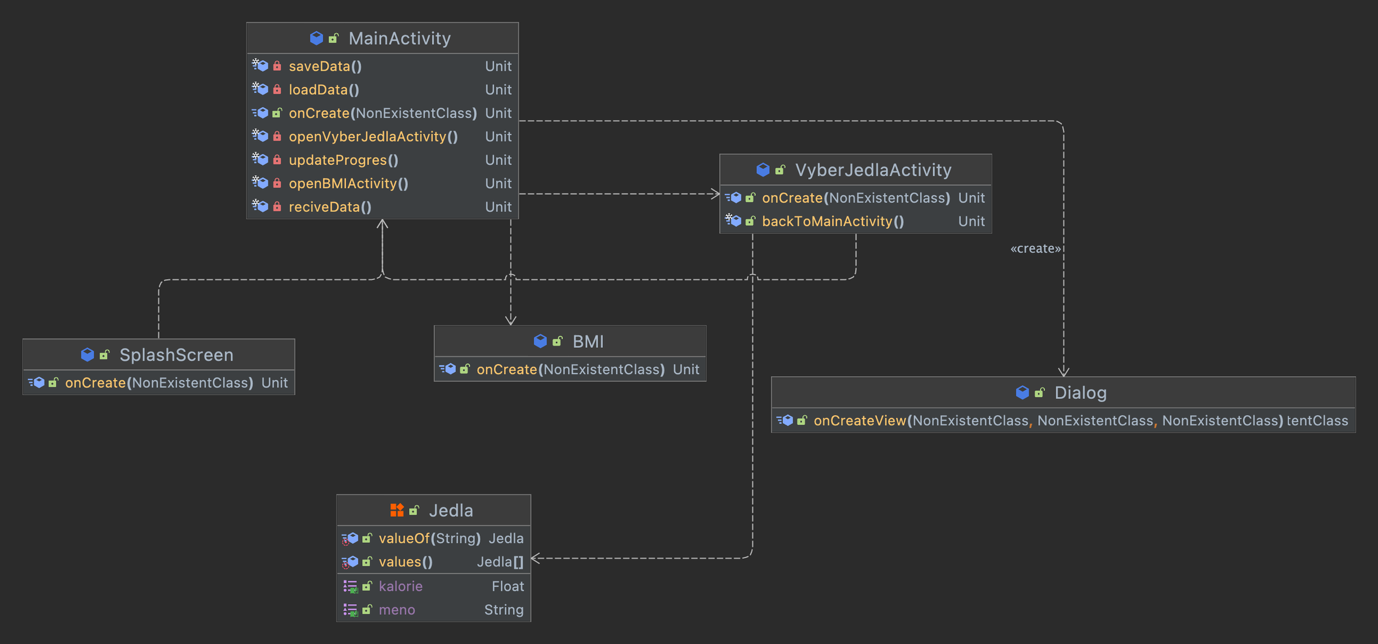 MainActivity
saveData() Unit
loadData() Unit
onCreate(NonExistentClass) Unit
openVyberJedlaActivity() Unit
updateProgres() Unit
openBMIActivity() Unit
reciveData() Unit
VyberJedlaActivity
onCreate(NonExistentClass) Unit
backToMainActivity() Unit
«create»
SplashScreen
onCreate(NonExistentClass) Unit
BMI
onCreate(NonExistentClass) Unit
Dialog
onCreateView(NonExistentClass, NonExistentClass, NonExistentClass) tentClass
Jedla
valueOf(String) Jedla
values() Jedla[]
kalorie Float
meno String